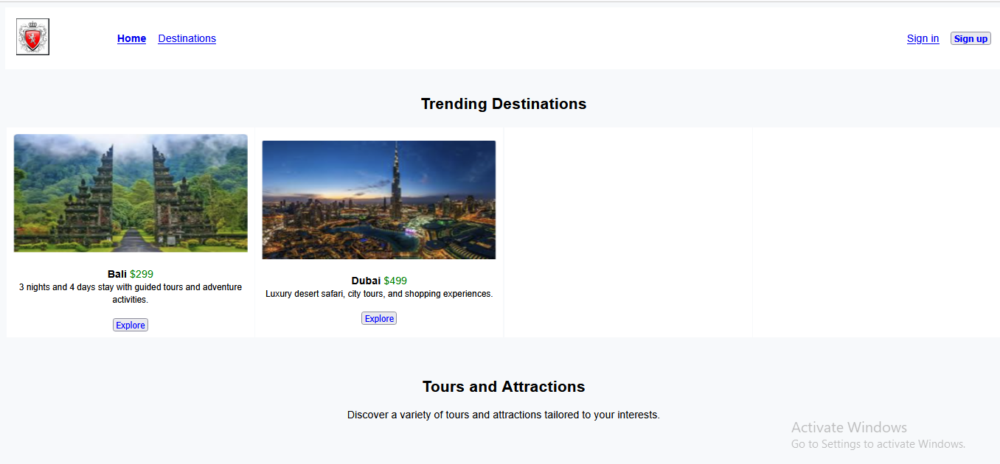 Home Destinations Sign in Sign up
Trending Destinations
Bali $299
3 nights and 4 days stay with guided tours and adventure
activities.
Explore
Dubai $499
Luxury desert safari, city tours, and shopping experiences.
Explore
Tours and Attractions
Discover a variety of tours and attractions tailored to your interests.
Activate Windows
Go to Settings to activate Windows.